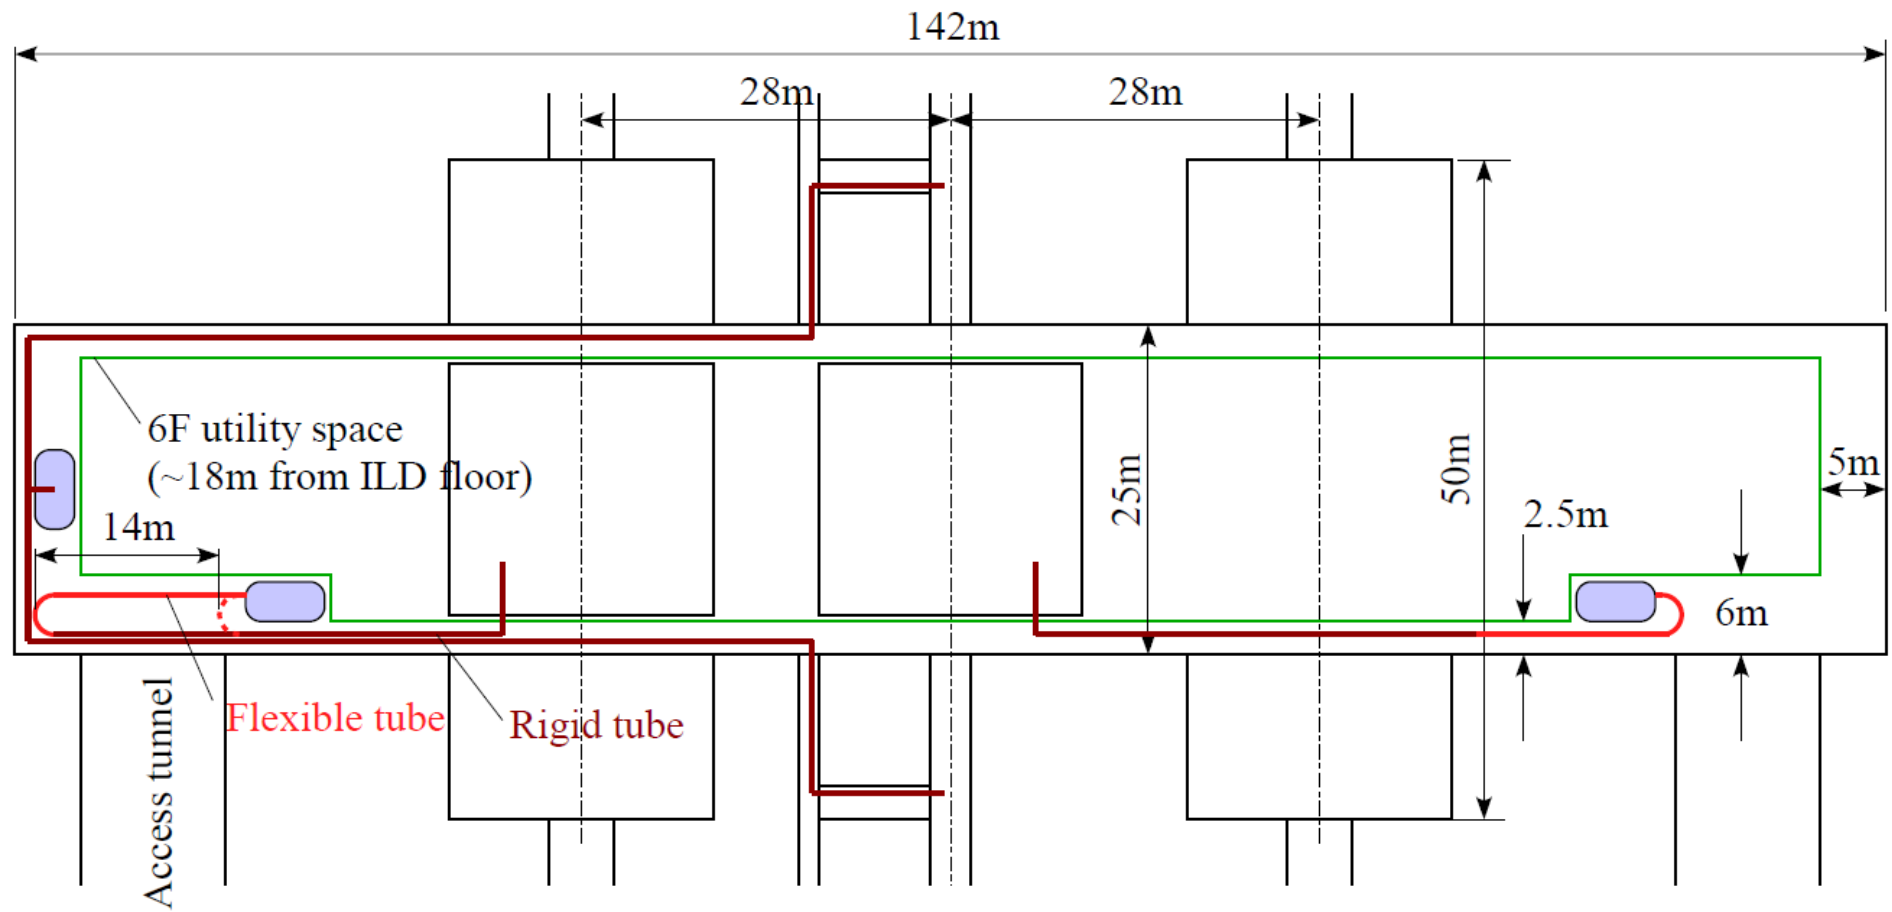 142m
28m
28m
6F utility space
(~18m from ILD floor)
14m
25m
50m
2.5m
5m
6m
Access tunnel
Flexible tube
Rigid tube